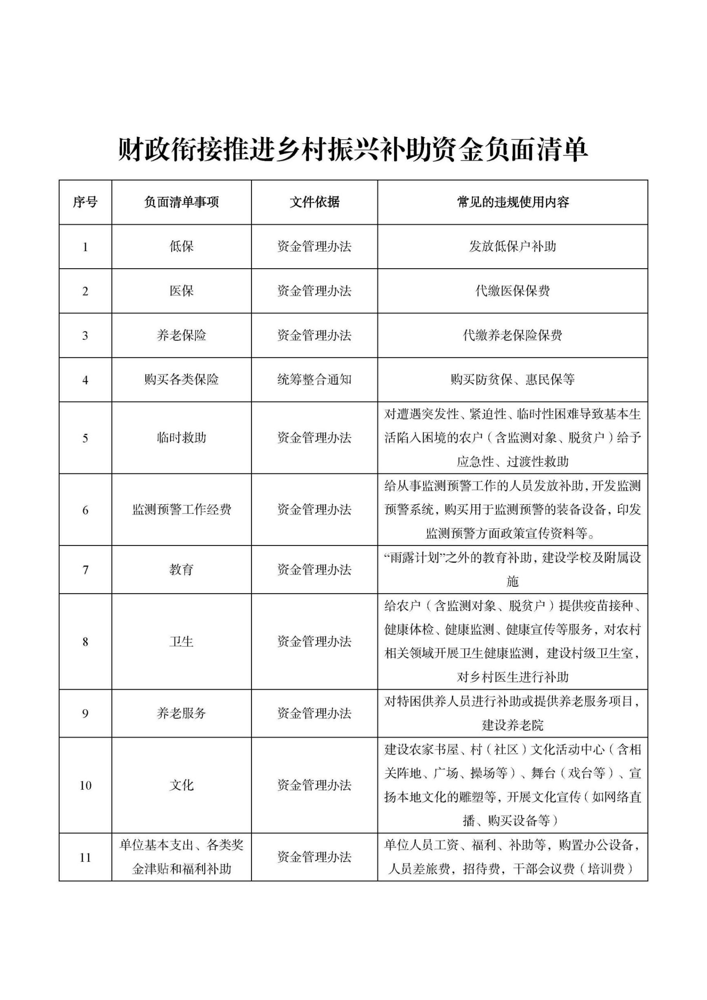 财政衔接推进乡村振兴补助资金负面清单
序号 负面清单事项 文件依据 常见的违规使用内容
1 低保 资金管理办法 发放低保户补助
2 医保 资金管理办法 代缴医保保费
3 养老保险 资金管理办法 代缴养老保险保费
4 购买各类保险 统筹整合通知 购买防贫保、惠民保等
5 临时救助 资金管理办法
对遭遇突发性、紧迫性、临时性困难导致基本生
活陷入困境的农户（含监测对象、脱贫户）给予
应急性、过渡性救助
6 监测预警工作经费 资金管理办法
给从事监测预警工作的人员发放补助，开发监测
预警系统，购买用于监测预警的装备设备，印发
监测预警方面政策宣传资料等。
7 教育 资金管理办法
“雨露计划”之外的教育补助，建设学校及附属设
施
8 卫生 资金管理办法
给农户（含监测对象、脱贫户）提供疫苗接种、
健康体检、健康监测、健康宣传等服务，对农村
相关领域开展卫生健康监测，建设村级卫生室，
对乡村医生进行补助
9 养老服务 资金管理办法
对特困供养人员进行补助或提供养老服务项目，
建设养老院
10 文化 资金管理办法
建设农家书屋、村（社区）文化活动中心（含相
关阵地、广场、操场等）、舞台（戏台等）、宣
扬本地文化的雕塑等，开展文化宣传（如网络直
播、购买设备等）
11
单位基本支出、各类奖
金津贴和福利补助
资金管理办法
单位人员工资、福利、补助等，购置办公设备，
人员差旅费，招待费，干部会议费（培训费）